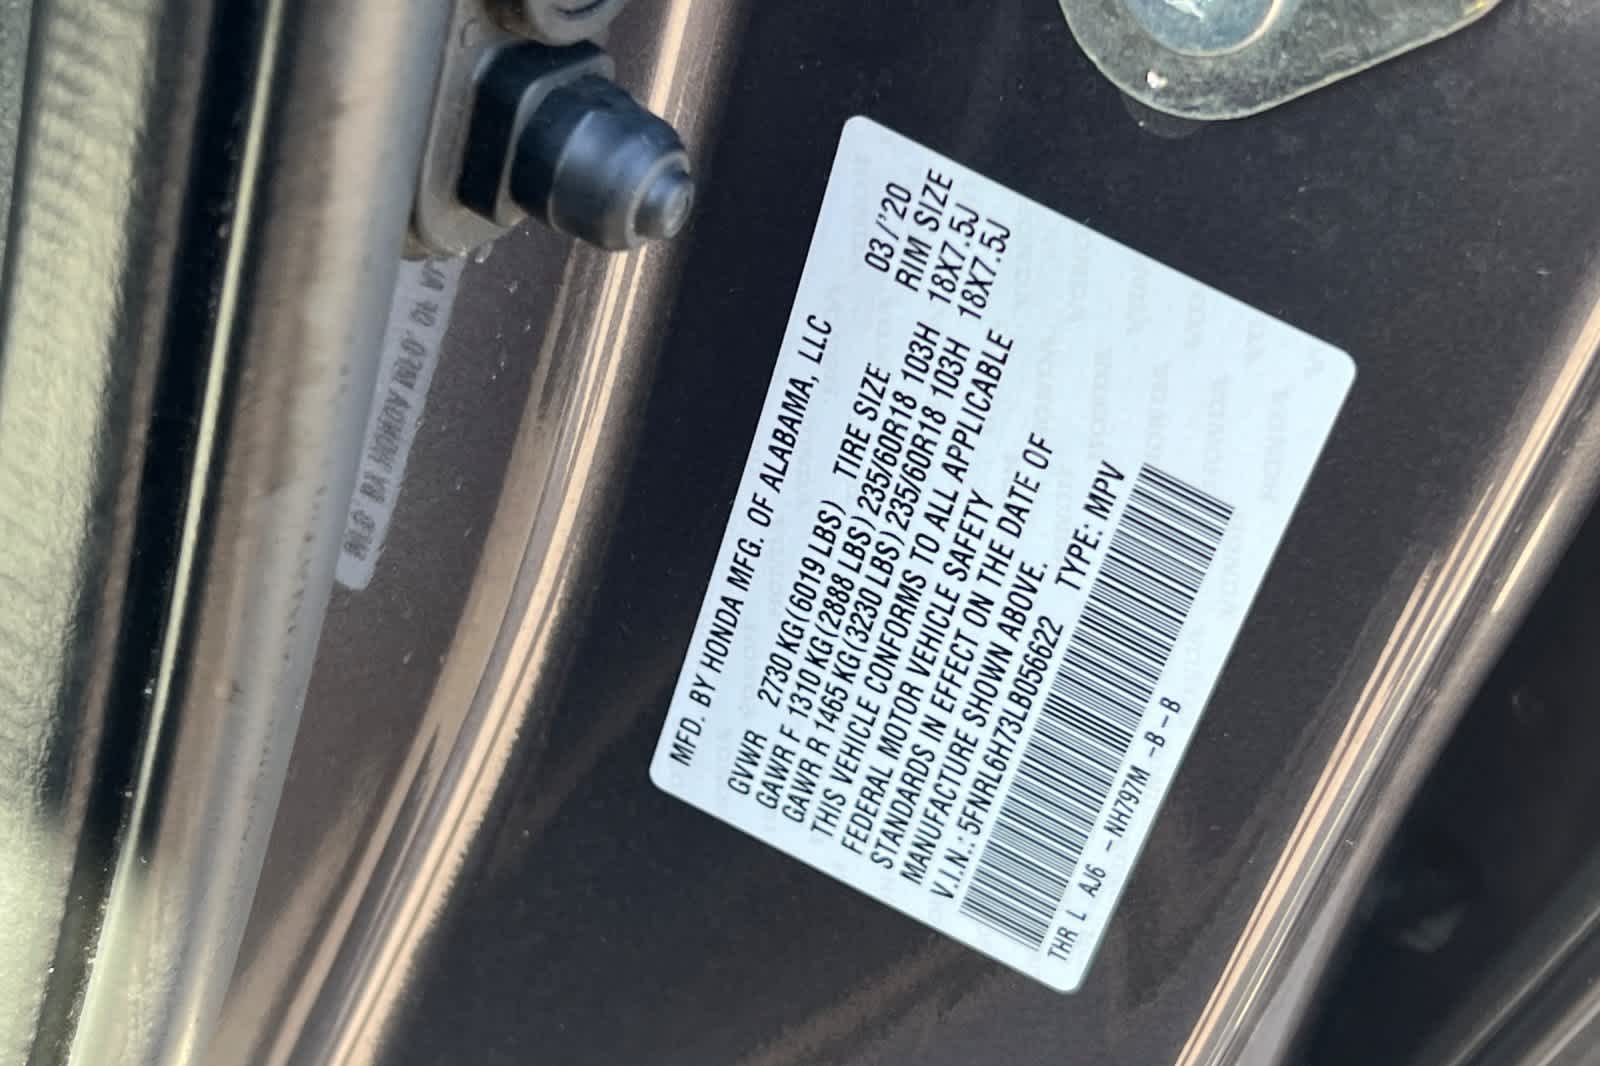 MFD. BY HONDA MFG. OF ALABAMA, LLC 03/'20
GVWR 2730 KG(6019 LBS) TIRE SIZE RIM SIZE
GAWR F 1310 KG(2888 LBS) 235/60R18 103H 18X7.5J
GAWR R 1465 KG(3230 LBS) 235/60R18 103H 18X7.5J
THIS VEHICLE CONFORMS TO ALL APPLICABLE
FEDERAL MOTOR VEHICLE SAFETY
STANDARDS IN EFFECT ON THE DATE OF
MANUFACTURE SHOWN ABOVE.
V.I.N.: 5FNRL6H73LB056622 TYPE: MPV
THR L AJ6 - NH797M - B - B